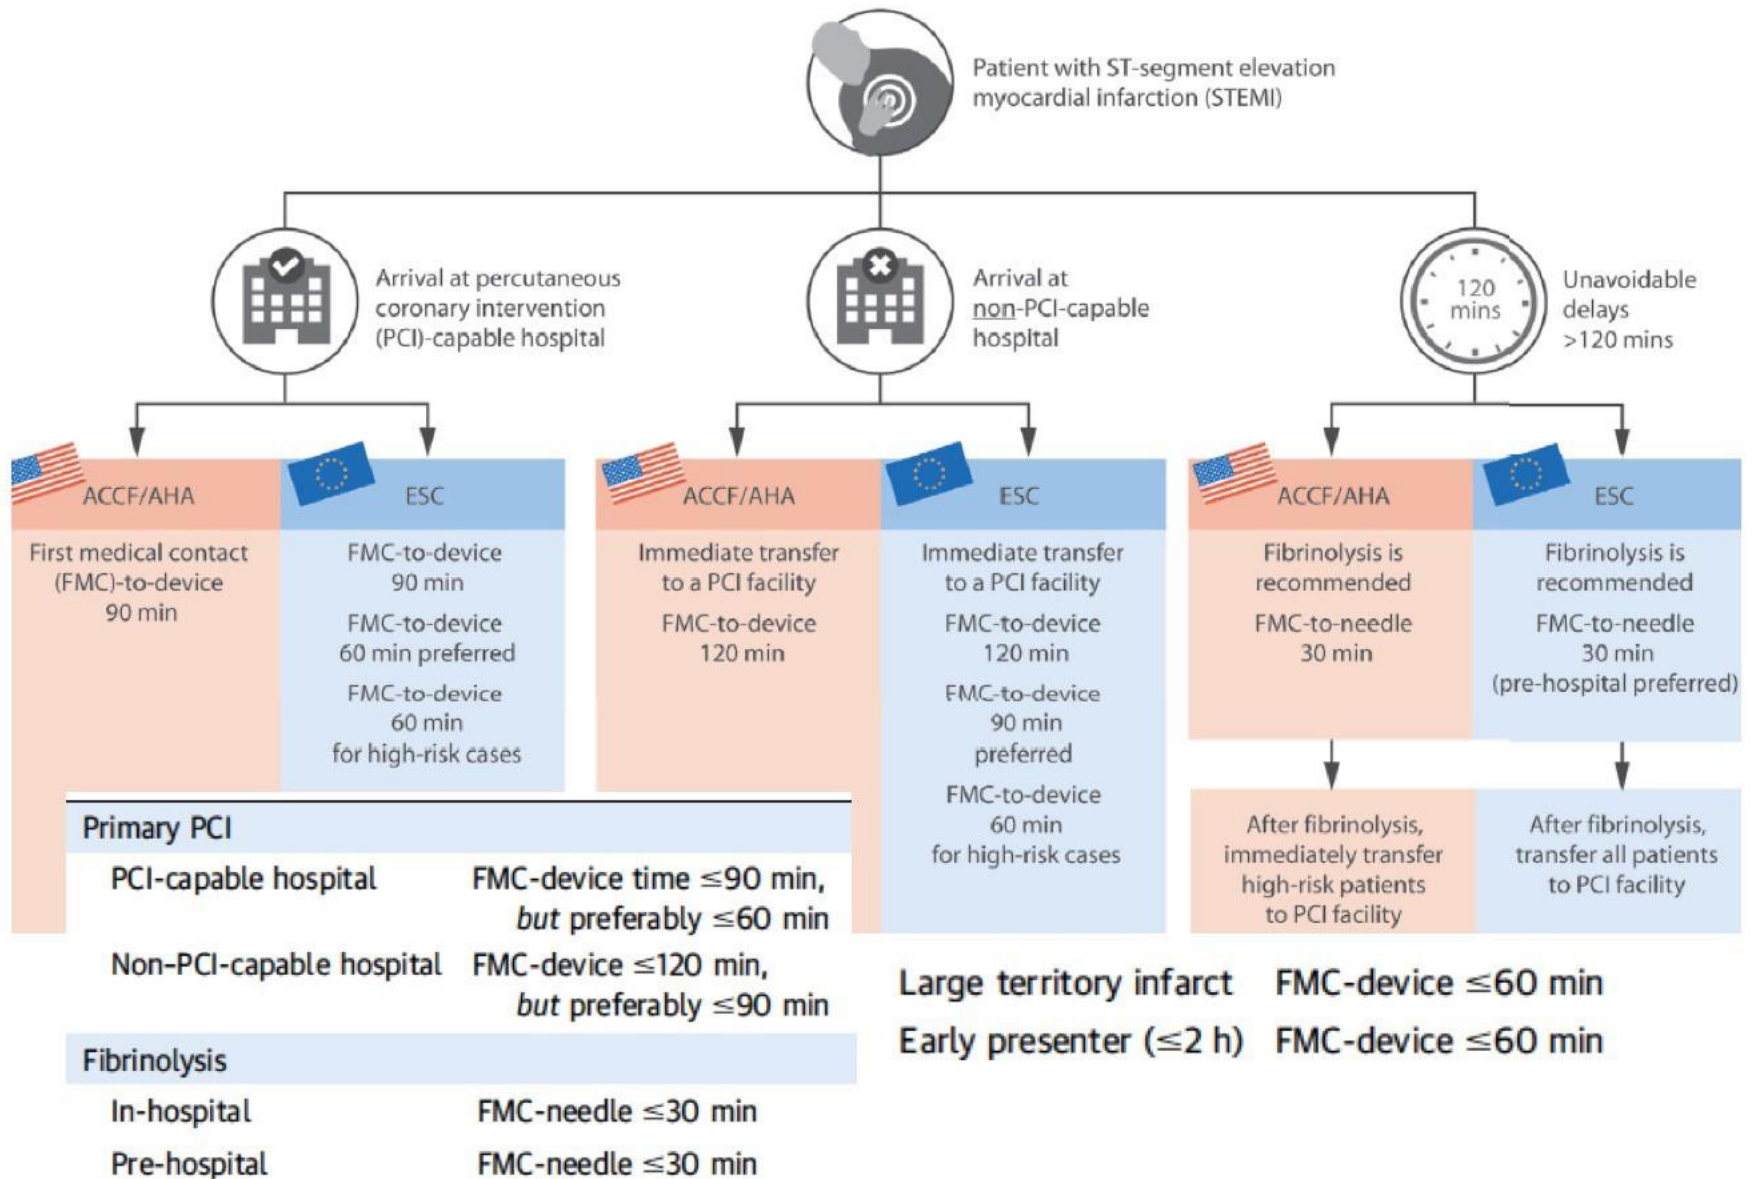 Patient with ST-segment elevation
myocardial infarction (STEMI)
Arrival at percutaneous
coronary intervention
(PCI)-capable hospital
Arrival at
non-PCI-capable
hospital
120
mins
Unavoidable
delays
>120 mins
ACCF/AHA
First medical contact
(FMC)-to-device
90 min
ESC
FMC-to-device
90 min
FMC-to-device
60 min preferred
FMC-to-device
60 min
for high-risk cases
ACCF/AHA
Immediate transfer
to a PCI facility
FMC-to-device
120 min
ESC
Immediate transfer
to a PCI facility
FMC-to-device
120 min
FMC-to-device
90 min
preferred
FMC-to-device
60 min
for high-risk cases
ACCF/AHA
Fibrinolysis is
recommended
FMC-to-needle
30 min
After fibrinolysis,
immediately transfer
high-risk patients
to PCI facility
ESC
Fibrinolysis is
recommended
FMC-to-needle
30 min
(pre-hospital preferred)
After fibrinolysis,
transfer all patients
to PCI facility
Primary PCI
PCI-capable hospital FMC-device time ≤90 min,
but preferably ≤60 min
Non-PCI-capable hospital FMC-device ≤120 min,
but preferably ≤90 min
Fibrinolysis
In-hospital FMC-needle ≤30 min
Pre-hospital FMC-needle ≤30 min
Large territory infarct FMC-device ≤60 min
Early presenter (≤2 h) FMC-device ≤60 min